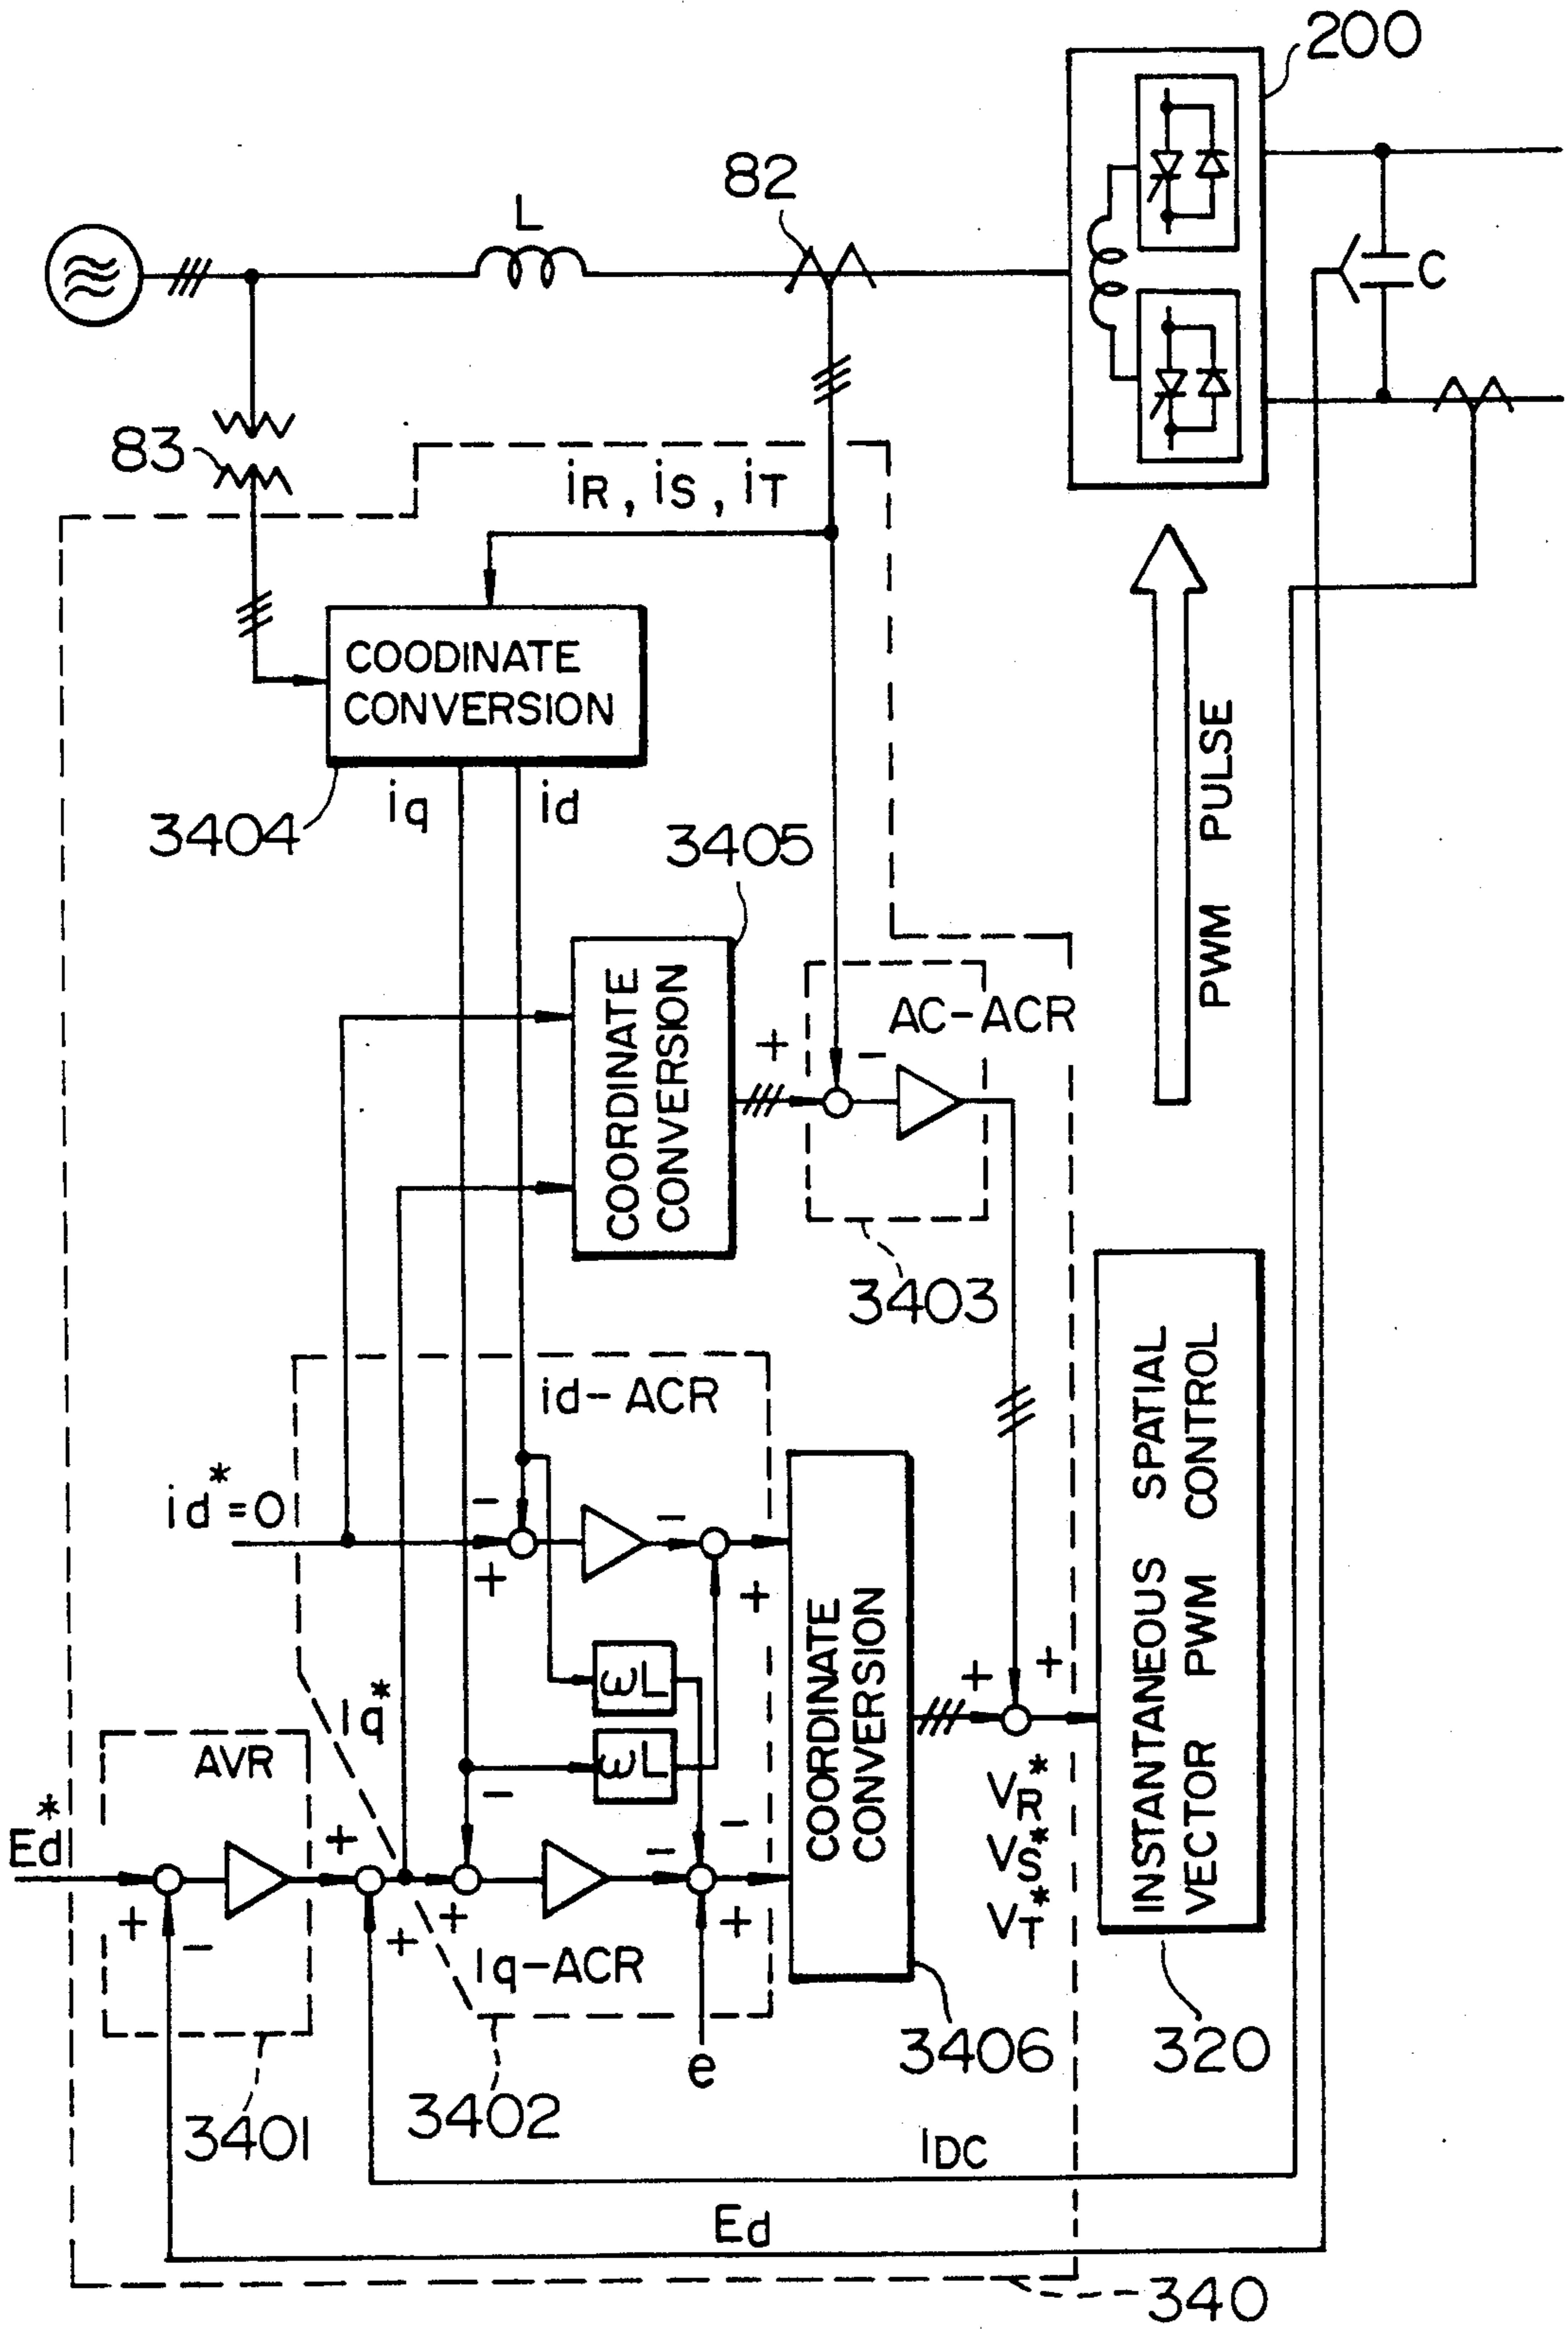 200
82
L
C
83
iR, iS, iT
COODINATE
CONVERSION
iq
id
3404
3405
PWM PULSE
COORDINATE
CONVERSION
+
-
AC-ACR
3403
id-ACR
id*=0
-
+
-
+
ωL
ωL
Iq*
COORDINATE
CONVERSION
+
+
INSTANTANEOUS SPATIAL
VECTOR PWM CONTROL
AVR
Ed*
+
-
+
+
-
+
-
-
+
VR*
VS*
VT*
Iq-ACR
e
3406
320
3401
3402
IDC
Ed
340